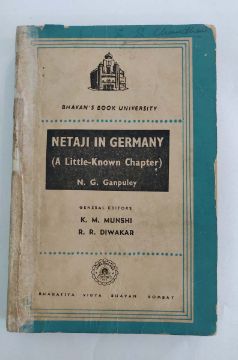 BHAVAN'S BOOK UNIVERSITY
NETAJI IN GERMANY
(A Little-Known Chapter)
N. G. Ganpuley
GENERAL EDITORS
K. M. MUNSHI
R. R. DIWAKAR
BHARATIYA VIDYA BHAVAN BOMBAY